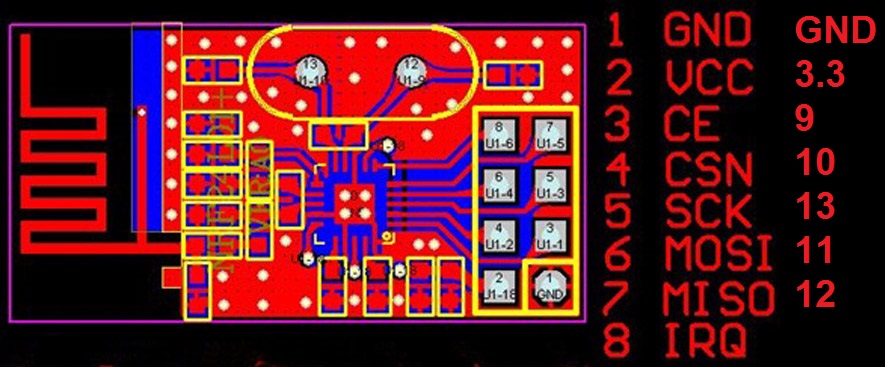 1 GND GND
2 VCC 3.3
3 CE 9
4 CSN 10
5 SCK 13
6 MOSI 11
7 MISO 12
8 IRQ
13
U1-10
12
U1-9
8
U1-6
7
U1-5
6
U1-4
5
U1-3
4
U1-2
3
U1-1
2
U1-18
1
GND